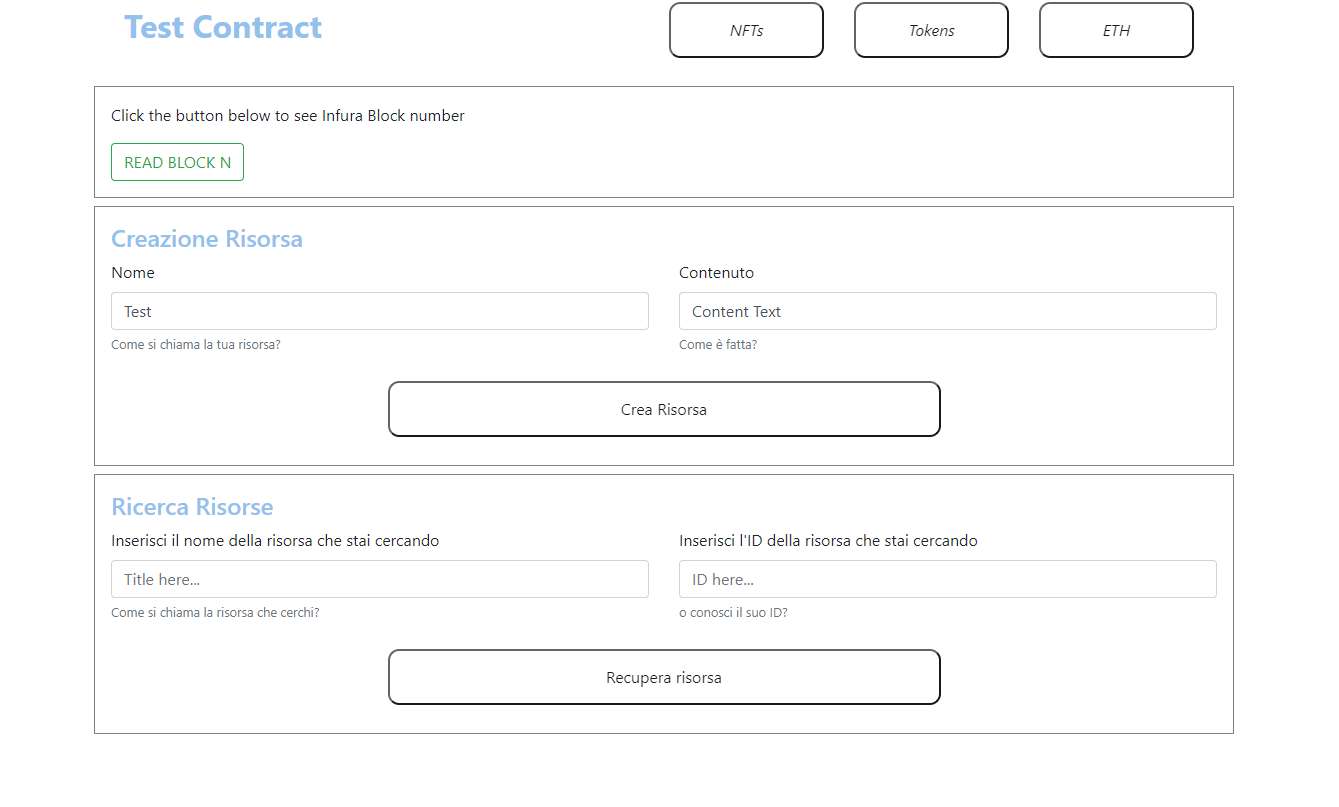 Test Contract
NFTs
Tokens
ETH
Click the button below to see Infura Block number
READ BLOCK N
Creazione Risorsa
Nome
Contenuto
Test
Content Text
Come si chiama la tua risorsa?
Come è fatta?
Crea Risorsa
Ricerca Risorse
Inserisci il nome della risorsa che stai cercando
Inserisci l'ID della risorsa che stai cercando
Title here...
ID here...
Come si chiama la risorsa che cerchi?
o conosci il suo ID?
Recupera risorsa